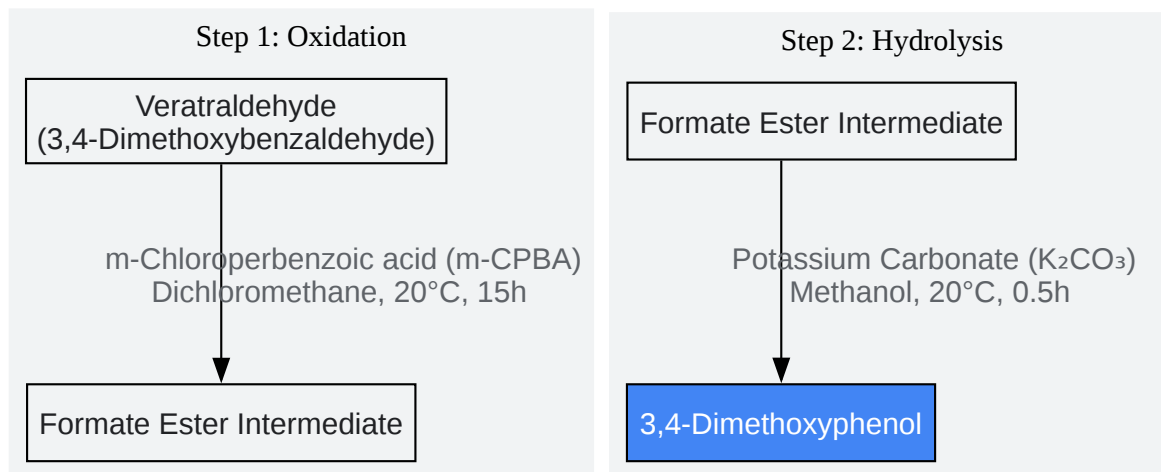 Step 1: Oxidation
Veratraldehyde
(3,4-Dimethoxybenzaldehyde)
m-Chloroperbenzoic acid (m-CPBA)
Dichloromethane, 20°C, 15h
Formate Ester Intermediate
Step 2: Hydrolysis
Formate Ester Intermediate
Potassium Carbonate (K₂CO₃)
Methanol, 20°C, 0.5h
3,4-Dimethoxyphenol